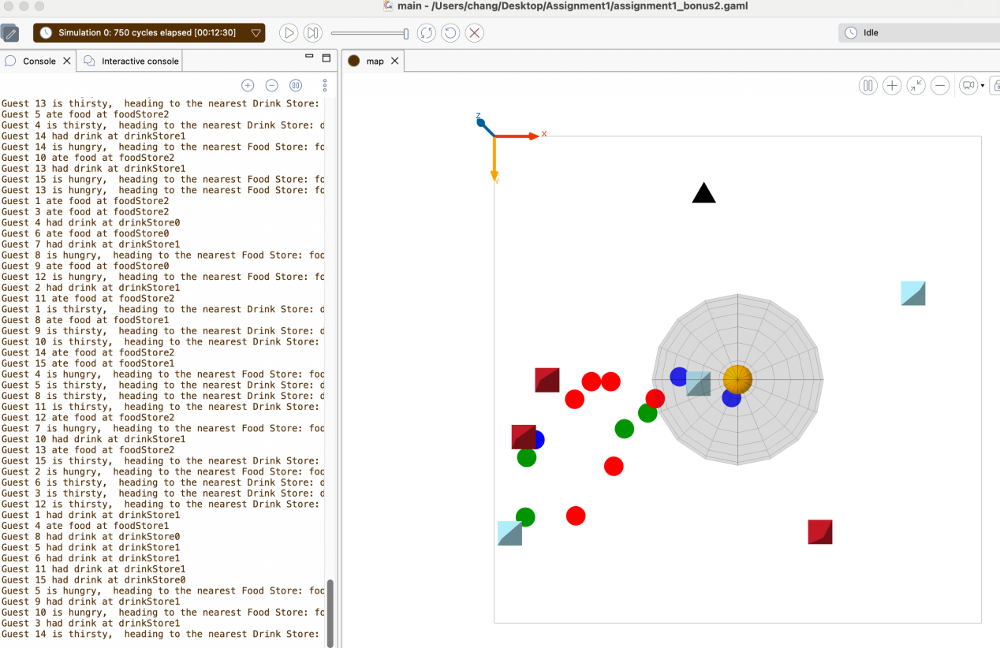 main - /Users/chang/Desktop/Assignment1/assignment1_bonus2.gaml
Simulation 0: 750 cycles elapsed [00:12:30]
Idle
Console
Interactive console
map
Guest 13 is thirsty,  heading to the nearest Drink Store:
Guest 5 ate food at foodStore2
Guest 4 is thirsty,  heading to the nearest Drink Store: d
Guest 14 had drink at drinkStore1
Guest 14 is hungry,  heading to the nearest Food Store: fo
Guest 10 ate food at foodStore2
Guest 13 had drink at drinkStore1
Guest 15 is hungry,  heading to the nearest Food Store: fo
Guest 13 is hungry,  heading to the nearest Food Store: fo
Guest 1 ate food at foodStore2
Guest 3 ate food at foodStore2
Guest 4 had drink at drinkStore0
Guest 6 ate food at foodStore0
Guest 7 had drink at drinkStore1
Guest 8 is hungry,  heading to the nearest Food Store: foo
Guest 9 ate food at foodStore0
Guest 12 is hungry,  heading to the nearest Food Store: fo
Guest 2 had drink at drinkStore1
Guest 11 ate food at foodStore2
Guest 1 is thirsty,  heading to the nearest Drink Store: d
Guest 8 ate food at foodStore1
Guest 9 is thirsty,  heading to the nearest Drink Store: d
Guest 10 is thirsty,  heading to the nearest Drink Store:
Guest 14 ate food at foodStore2
Guest 15 ate food at foodStore1
Guest 4 is hungry,  heading to the nearest Food Store: foo
Guest 5 is thirsty,  heading to the nearest Drink Store: d
Guest 8 is thirsty,  heading to the nearest Drink Store: d
Guest 11 is thirsty,  heading to the nearest Drink Store:
Guest 12 ate food at foodStore2
Guest 7 is hungry,  heading to the nearest Food Store: foo
Guest 10 had drink at drinkStore1
Guest 13 ate food at foodStore2
Guest 15 is thirsty,  heading to the nearest Drink Store:
Guest 2 is hungry,  heading to the nearest Food Store: foo
Guest 6 is thirsty,  heading to the nearest Drink Store: d
Guest 3 is thirsty,  heading to the nearest Drink Store: d
Guest 12 is thirsty,  heading to the nearest Drink Store:
Guest 1 had drink at drinkStore1
Guest 4 ate food at foodStore1
Guest 8 had drink at drinkStore0
Guest 5 had drink at drinkStore1
Guest 6 had drink at drinkStore1
Guest 11 had drink at drinkStore1
Guest 15 had drink at drinkStore0
Guest 5 is hungry,  heading to the nearest Food Store: foo
Guest 9 had drink at drinkStore1
Guest 10 is hungry,  heading to the nearest Food Store: fo
Guest 3 had drink at drinkStore1
Guest 14 is thirsty,  heading to the nearest Drink Store:
Z
X
Y